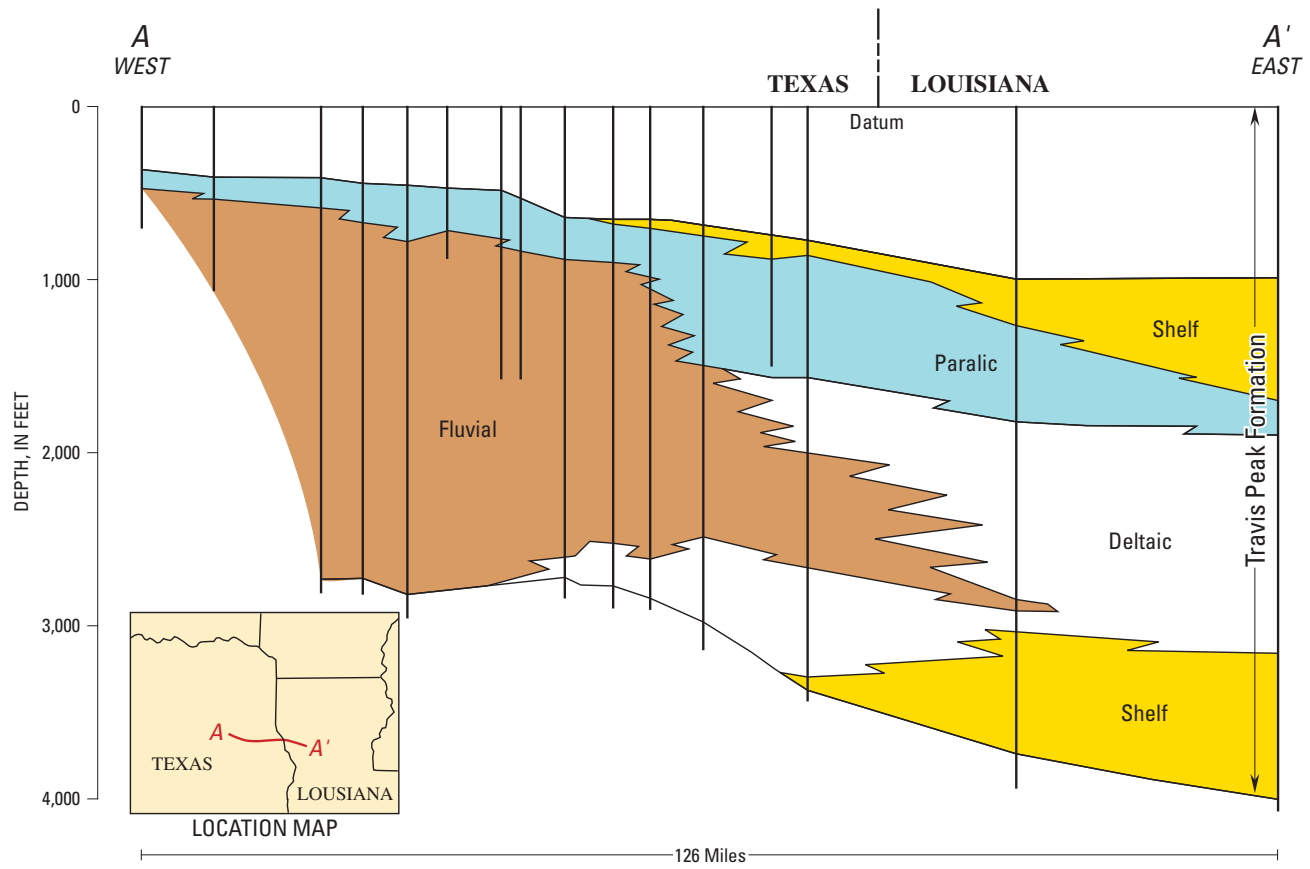 A
WEST
A'
EAST
TEXAS
LOUISIANA
Datum
0
1,000
2,000
3,000
4,000
DEPTH, IN FEET
Shelf
Paralic
Fluvial
Deltaic
Shelf
Travis Peak Formation
A
A'
TEXAS
LOUSIANA
LOCATION MAP
126 Miles